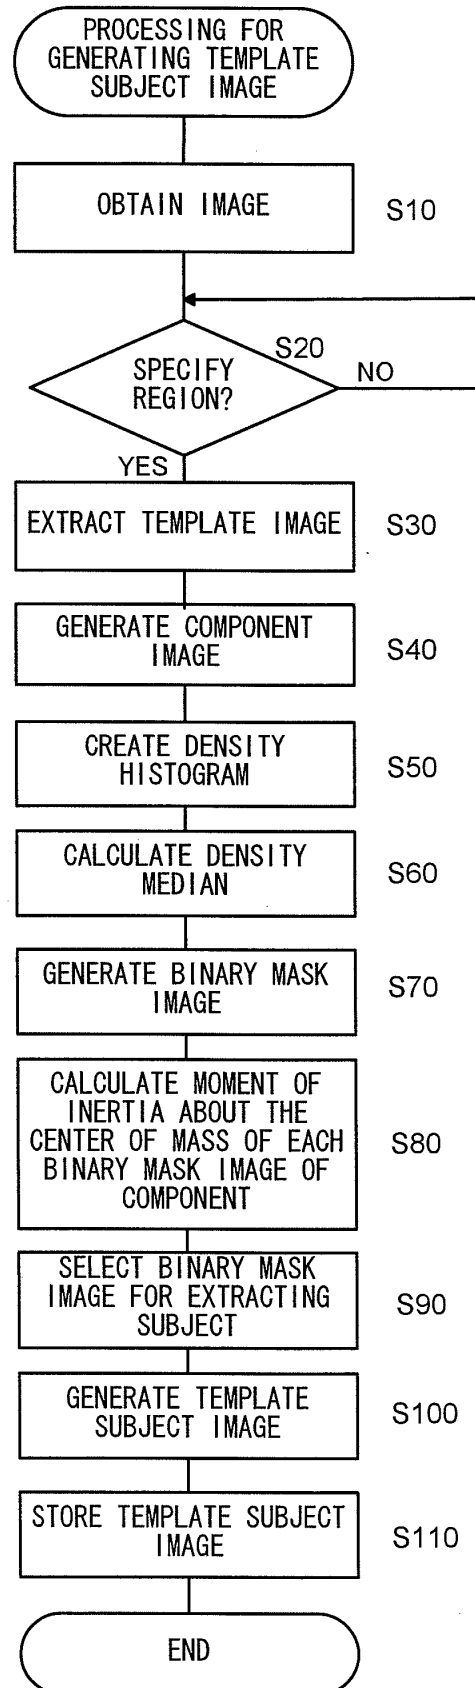 PROCESSING FOR
GENERATING TEMPLATE
SUBJECT IMAGE
OBTAIN IMAGE
S10
S20
SPECIFY
REGION?
NO
YES
EXTRACT TEMPLATE IMAGE
S30
GENERATE COMPONENT
IMAGE
S40
CREATE DENSITY
HISTOGRAM
S50
CALCULATE DENSITY
MEDIAN
S60
GENERATE BINARY MASK
IMAGE
S70
CALCULATE MOMENT OF
INERTIA ABOUT THE
CENTER OF MASS OF EACH
BINARY MASK IMAGE OF
COMPONENT
S80
SELECT BINARY MASK
IMAGE FOR EXTRACTING
SUBJECT
S90
GENERATE TEMPLATE
SUBJECT IMAGE
S100
STORE TEMPLATE SUBJECT
IMAGE
S110
END